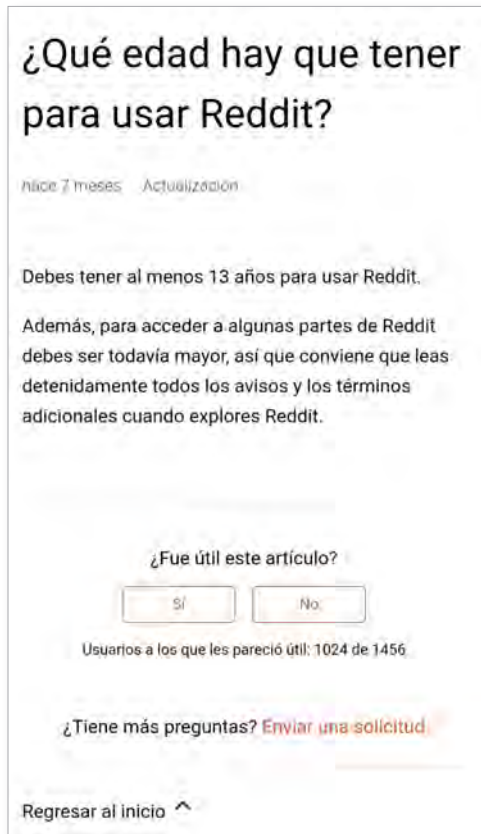 ¿Qué edad hay que tener
para usar Reddit?
hace 7 meses Actualización
Debes tener al menos 13 años para usar Reddit.
Además, para acceder a algunas partes de Reddit
debes ser todavía mayor, así que conviene que leas
detenidamente todos los avisos y los términos
adicionales cuando explores Reddit.
¿Fue útil este artículo?
Sí No
Usuarios a los que les pareció útil: 1024 de 1456
¿Tiene más preguntas? Enviar una solicitud
Regresar al inicio ^